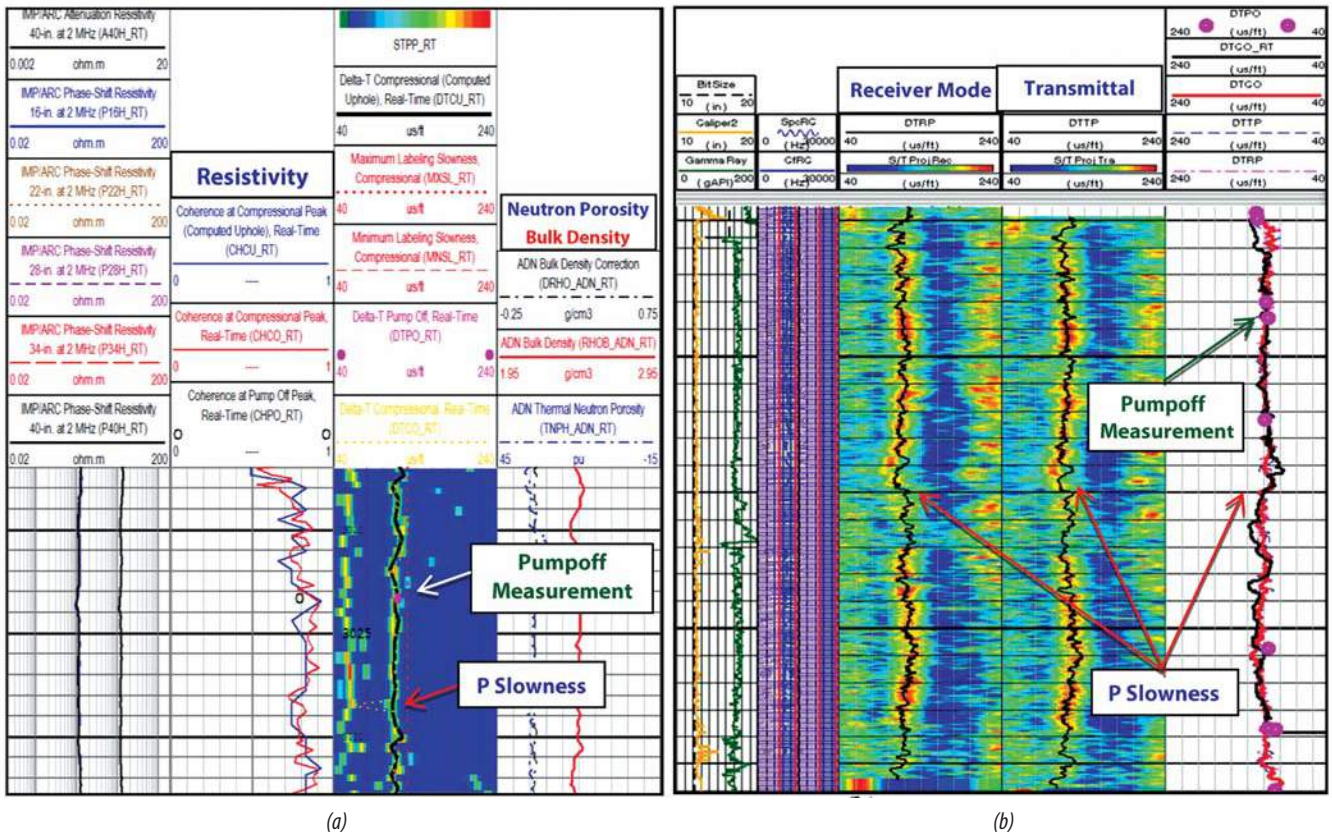 IMP/ARC Attenuation Resistivity
40-in. at 2 MHz (A40H_RT)
0.002 ohm.m 20
IMP/ARC Phase-Shift Resistivity
16-in. at 2 MHz (P16H_RT)
0.02 ohm.m 200
IMP/ARC Phase-Shift Resistivity
22-in. at 2 MHz (P22H_RT)
0.02 ohm.m 200
IMP/ARC Phase-Shift Resistivity
28-in. at 2 MHz (P28H_RT)
0.02 ohm.m 200
IMP/ARC Phase-Shift Resistivity
34-in. at 2 MHz (P34H_RT)
0.02 ohm.m 200
IMP/ARC Phase-Shift Resistivity
40-in. at 2 MHz (P40H_RT)
0.02 ohm.m 200
Resistivity
Coherence at Compressional Peak
(Computed Uphole), Real-Time
(CHCU_RT)
0 ---- 1
Coherence at Compressional Peak,
Real-Time (CHCO_RT)
0 ---- 1
Coherence at Pump Off Peak,
Real-Time (CHPO_RT)
0 ---- 1
STPP_RT
Delta-T Compressional (Computed
Uphole), Real-Time (DTCU_RT)
40 us/ft 240
Maximum Labeling Slowness,
Compressional (MXSL_RT)
40 us/ft 240
Minimum Labeling Slowness,
Compressional (MNSL_RT)
40 us/ft 240
Delta-T Pump Off, Real-Time
(DTPO_RT)
40 us/ft 240
Delta-T Compressional, Real-Time
(DTCO_RT)
40 us/ft 240
Neutron Porosity
Bulk Density
ADN Bulk Density Correction
(DRHO_ADN_RT)
-0.25 g/cm3 0.75
ADN Bulk Density (RHOB_ADN_RT)
1.95 g/cm3 2.95
ADN Thermal Neutron Porosity
(TNPH_ADN_RT)
45 pu -15
Pumpoff
Measurement
3025
P Slowness
(a)
BitSize
10 (in) 20
Caliper2
10 (in) 20
Gamma Ray
0 (gAPI) 200
SpcRC
0 (Hz) 30000
CfRC
0 (Hz) 30000
Receiver Mode
DTRP
40 (us/ft) 240
S/T Proj Rec
40 (us/ft) 240
Transmittal
DTTP
40 (us/ft) 240
S/T Proj Tra
40 (us/ft) 240
DTPO
240 (us/ft) 40
DTCO_RT
240 (us/ft) 40
DTCO
240 (us/ft) 40
DTTP
240 (us/ft) 40
DTRP
240 (us/ft) 40
Pumpoff
Measurement
P Slowness
(b)